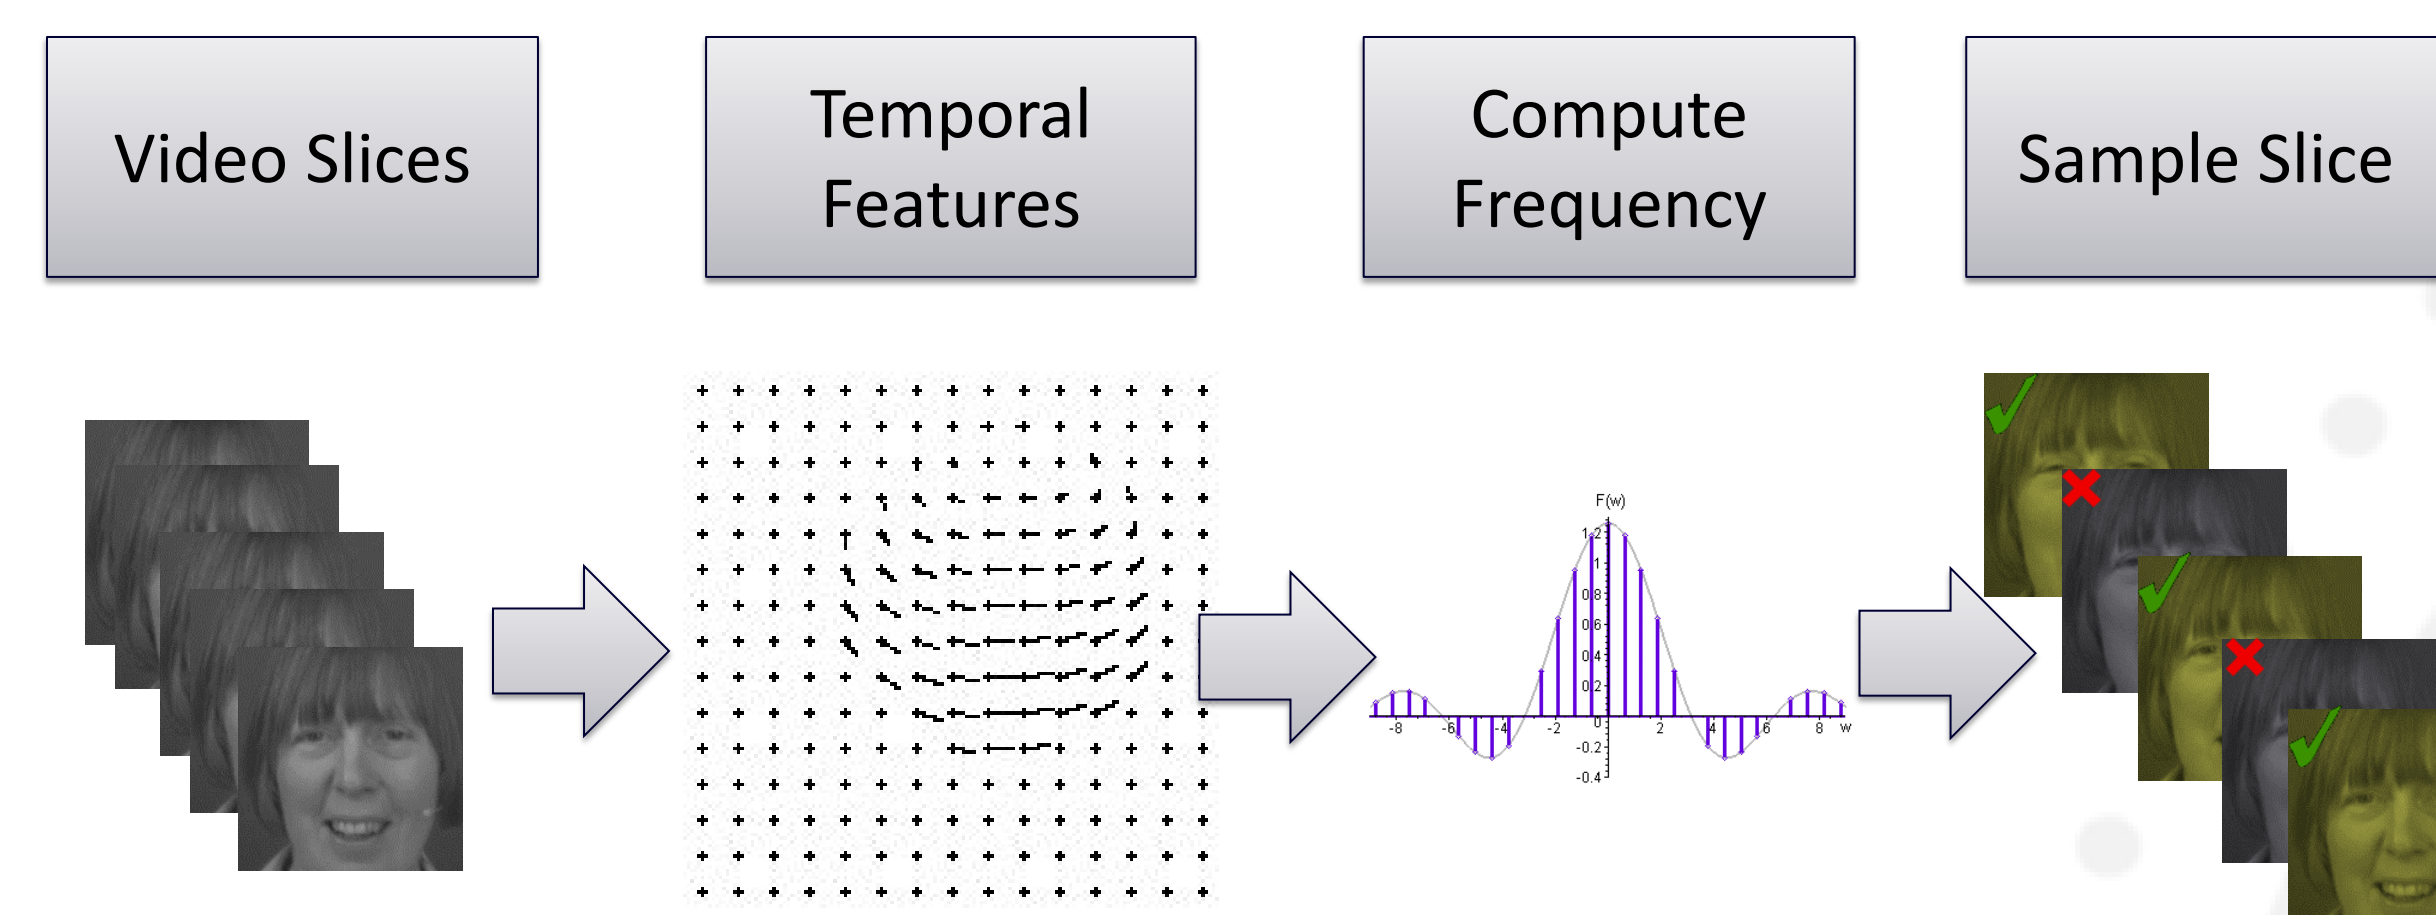 Video Slices
Temporal
Features
Compute
Frequency
Sample Slice
F(w)
1.2
1
0.8
0.6
0.4
0.2
0
-0.2
-0.4
-8
-6
-4
-2
2
4
6
8
w